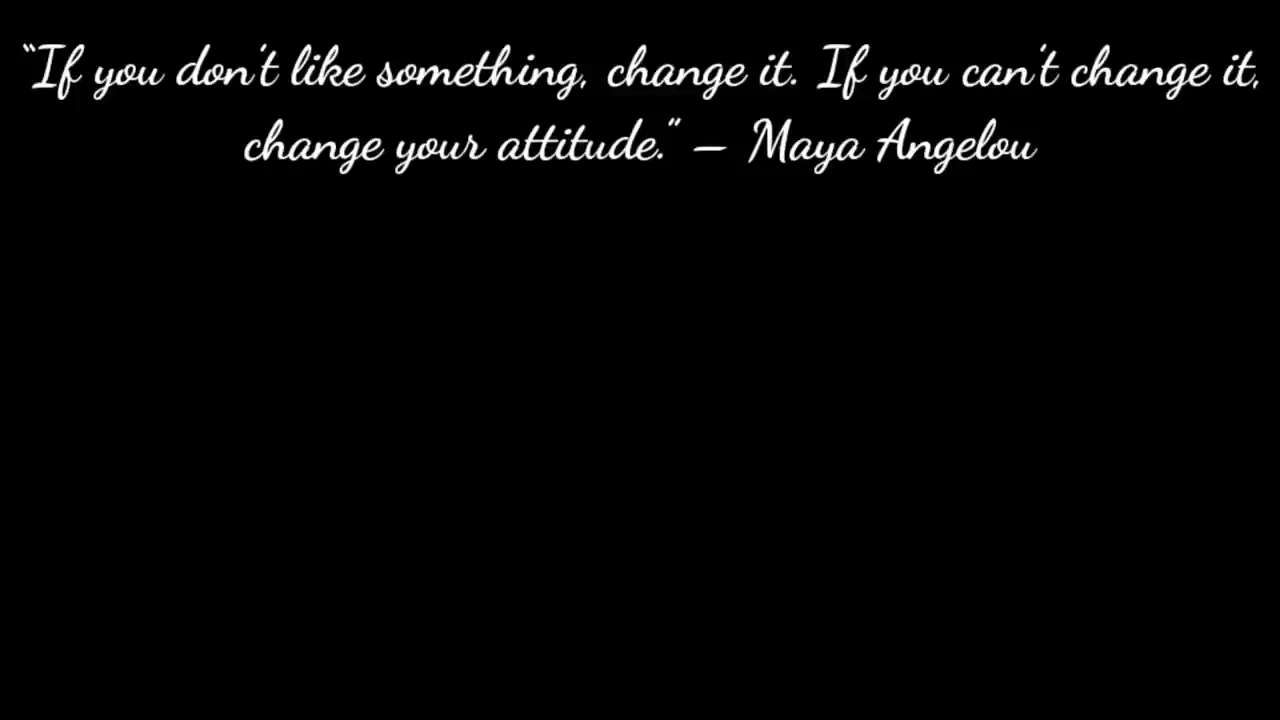 “If you don't like something, change it. If you can't change it,
change your attitude.” – Maya Angelou